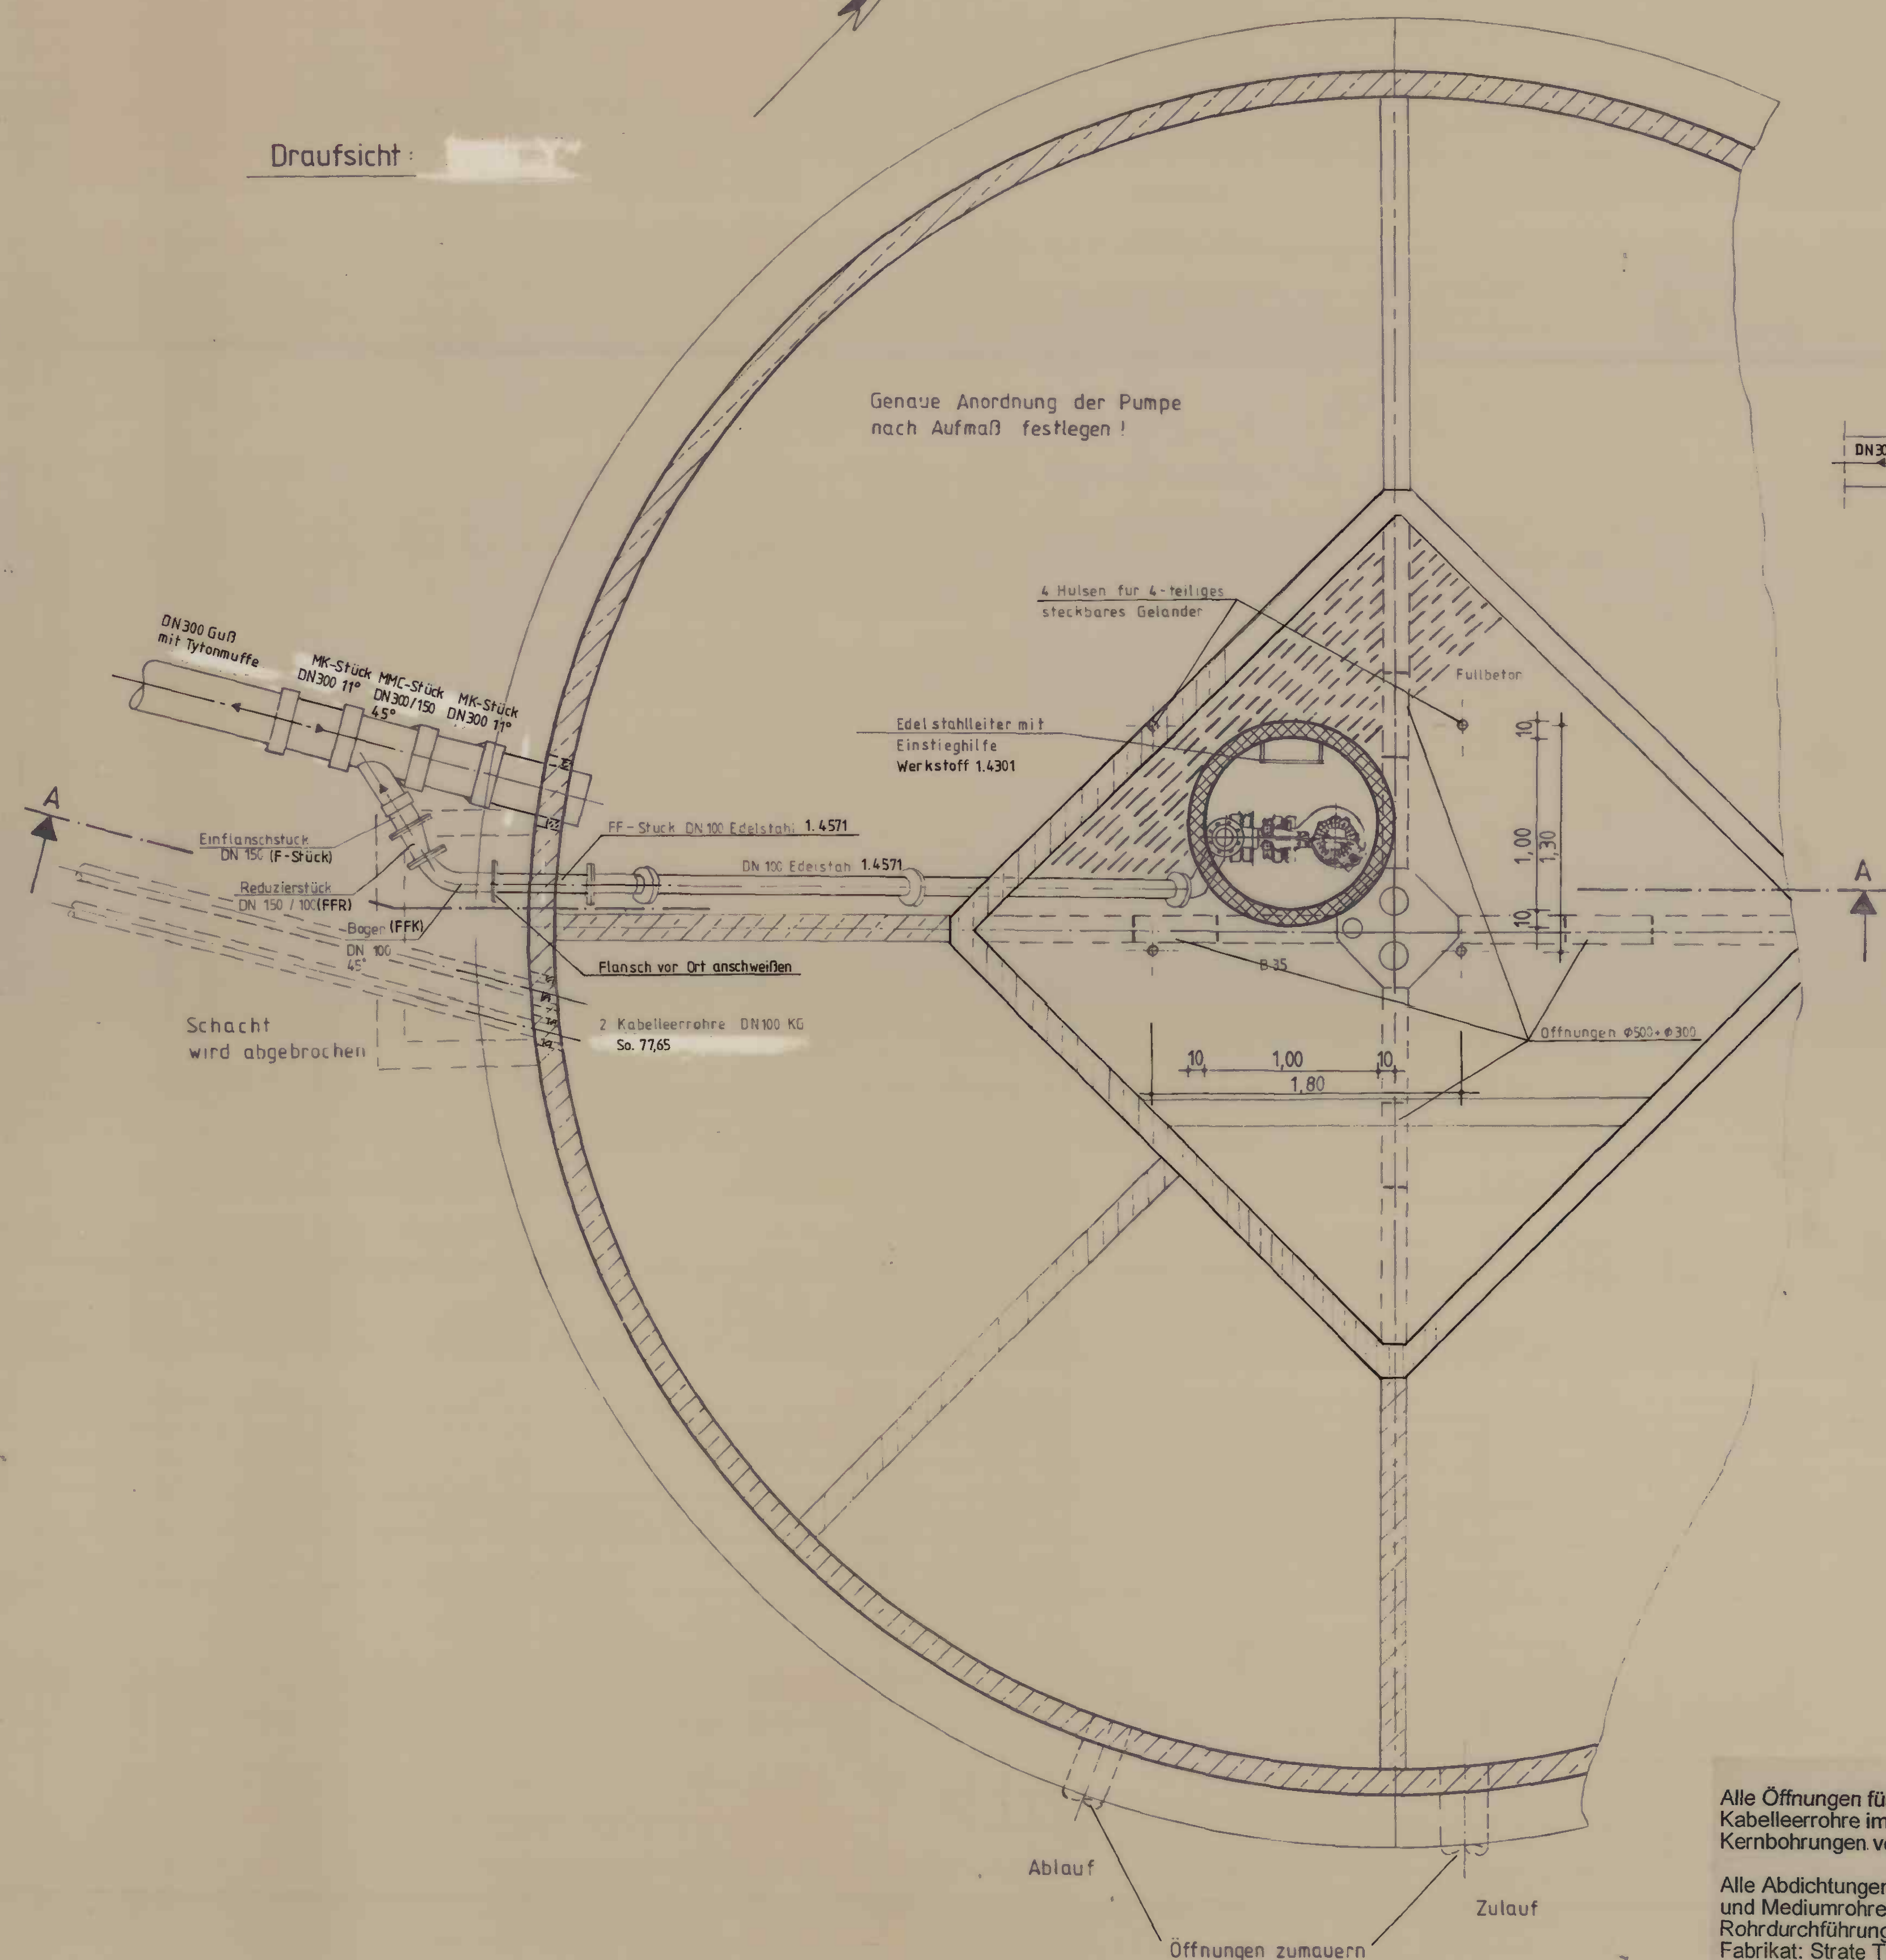 Draufsicht :
Genaue Anordnung der Pumpe
nach Aufmaß festlegen !
DN30
4 Hulsen fur 4-teiliges
steckbares Gelander
DN300 Guß
mit Tytonmuffe
MK-Stück
DN300 11°
MMC-Stück
DN300/150
45°
MK-Stück
DN300 11°
Fullbeton
Edelstahlleiter mit
Einstieghilfe
Werkstoff 1.4301
10
1,00
1,30
10
A
A
Einflanschstuck
DN 150 (F-Stück)
FF-Stuck DN 100 Edelstahl 1.4571
DN 100 Edelstahl 1.4571
Reduzierstück
DN 150 / 100 (FFR)
Bogen (FFK)
DN 100
45°
Flansch vor Ort anschweißen
B 35
Schacht
wird abgebrochen
2 Kabelleerrohre DN100 KG
So. 77,65
Offnungen Φ500+Φ300
10
1,00
10
1,80
Alle Öffnungen fü
Kabelleerrohre im
Kernbohrungen v
Alle Abdichtungen
und Mediumrohre
Rohrdurchführung
Fabrikat: Strate T
Ablauf
Zulauf
Öffnungen zumauern